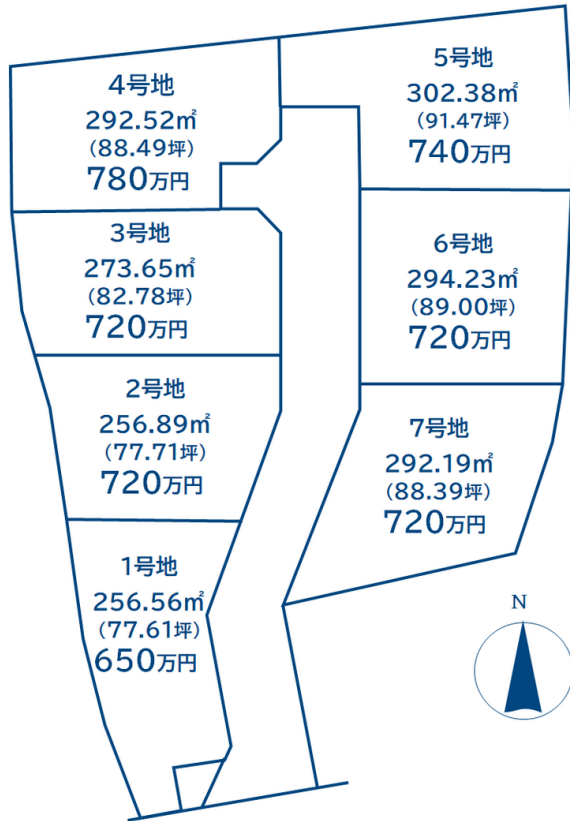 4号地
292.52㎡
(88.49坪)
780万円
5号地
302.38㎡
(91.47坪)
740万円
3号地
273.65㎡
(82.78坪)
720万円
6号地
294.23㎡
(89.00坪)
720万円
2号地
256.89㎡
(77.71坪)
720万円
7号地
292.19㎡
(88.39坪)
720万円
1号地
256.56㎡
(77.61坪)
650万円
N